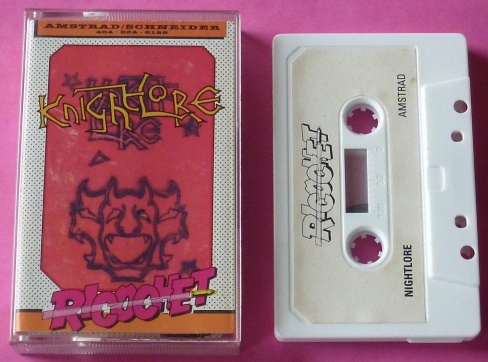 AMSTRAD/SCHNEIDER
464 · 664 · 6128
KNIGHTLORE
RICOCHET
RICOCHET
AMSTRAD
NIGHTLORE